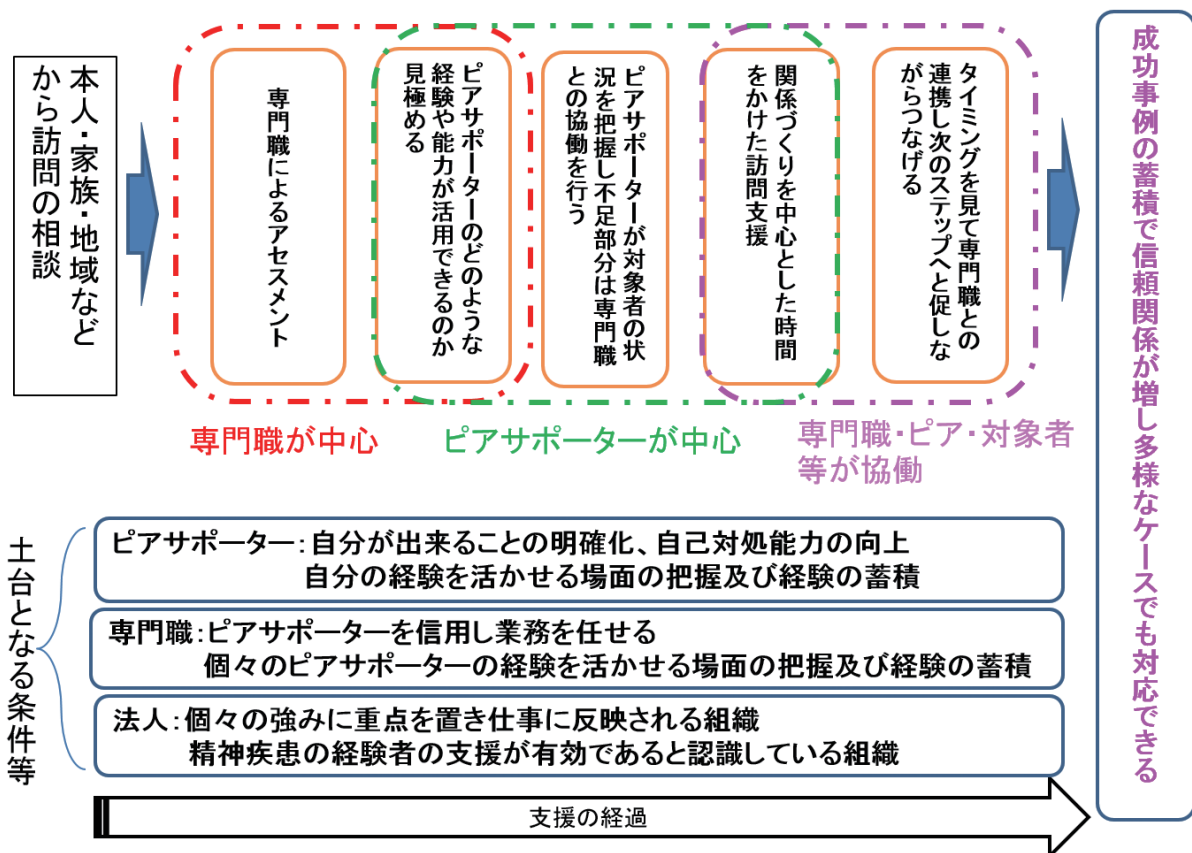 本人・家族・地域など
から訪問の相談
専門職によるアセスメント
ピアサポーターのどのような
経験や能力が活用できるのか
見極める
ピアサポーターが対象者の状
況を把握し不足部分は専門職
との協働を行う
関係づくりを中心とした時間
をかけた訪問支援
タイミングを見て専門職との
連携し次のステップへと促しな
がらつなげる
成功事例の蓄積で信頼関係が増し多様なケースでも対応できる
専門職が中心
ピアサポーターが中心
専門職・ピア・対象者
等が協働
土台となる条件等
ピアサポーター：自分が出来ることの明確化、自己対処能力の向上
自分の経験を活かせる場面の把握及び経験の蓄積
専門職：ピアサポーターを信用し業務を任せる
個々のピアサポーターの経験を活かせる場面の把握及び経験の蓄積
法人：個々の強みに重点を置き仕事に反映される組織
精神疾患の経験者の支援が有効であると認識している組織
支援の経過